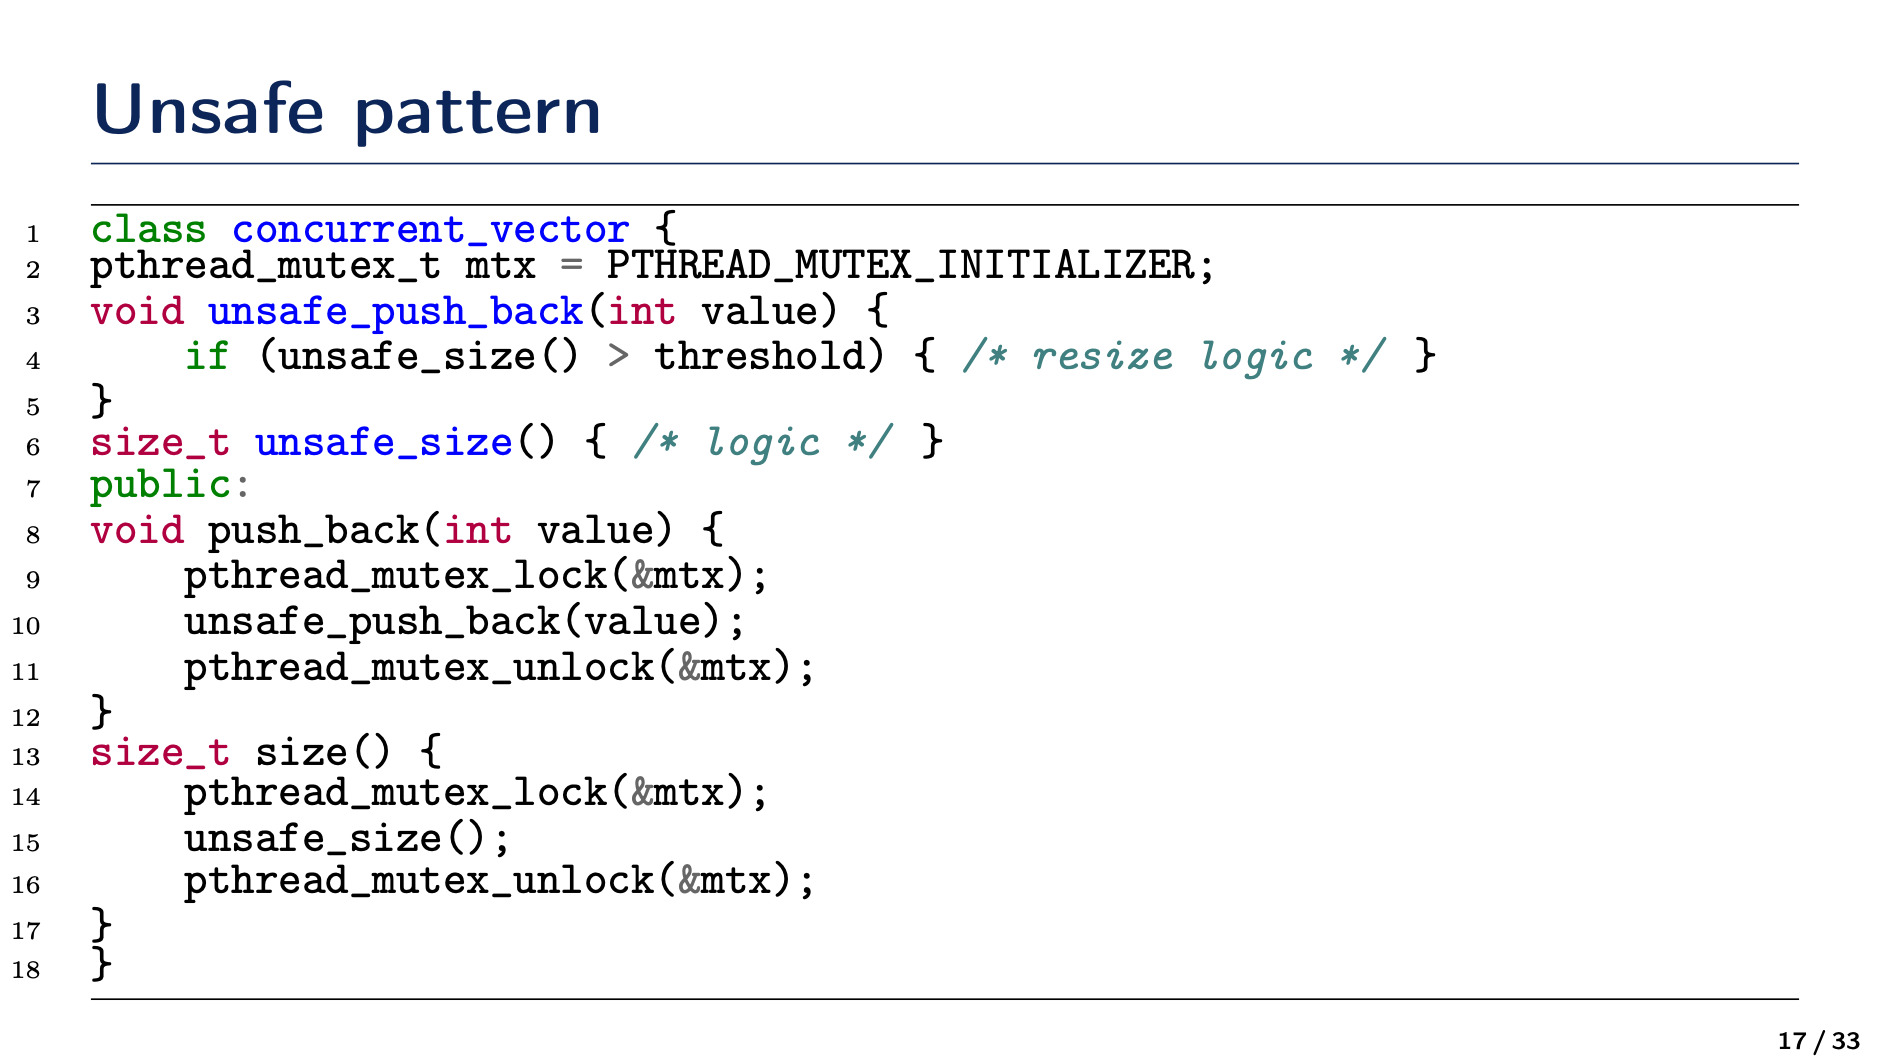 Unsafe pattern
1 class concurrent_vector {
2 pthread_mutex_t mtx = PTHREAD_MUTEX_INITIALIZER;
3 void unsafe_push_back(int value) {
4     if (unsafe_size() > threshold) { /* resize logic */ }
5 }
6 size_t unsafe_size() { /* logic */ }
7 public:
8 void push_back(int value) {
9     pthread_mutex_lock(&mtx);
10     unsafe_push_back(value);
11     pthread_mutex_unlock(&mtx);
12 }
13 size_t size() {
14     pthread_mutex_lock(&mtx);
15     unsafe_size();
16     pthread_mutex_unlock(&mtx);
17 }
18 }
17 / 33